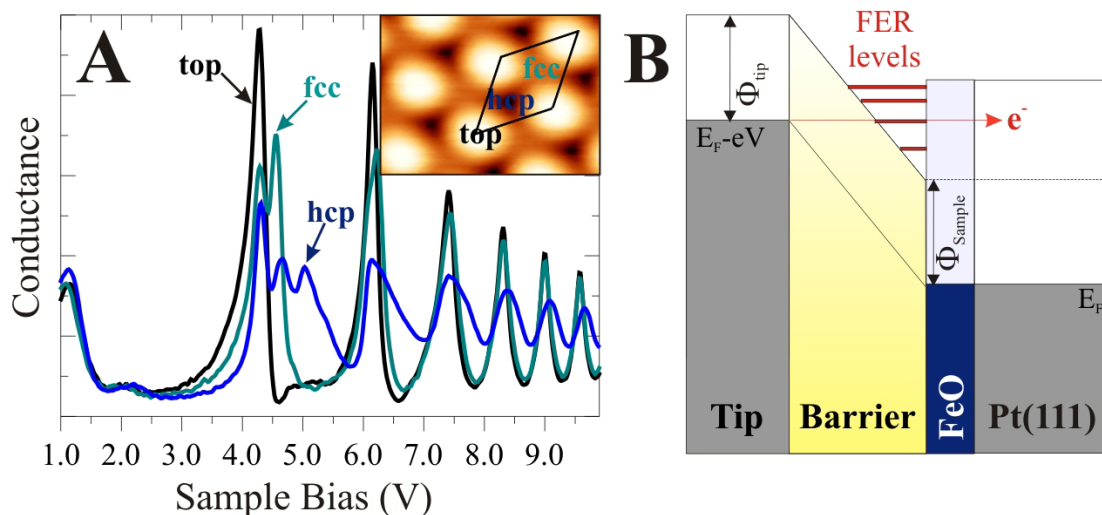 A
top
fcc
hcp
fcc
hcp
top
Conductance
1.0 2.0 3.0 4.0 5.0 6.0 7.0 8.0 9.0
Sample Bias (V)
B
FER
levels
Φtip
EF-eV
e-
ΦSample
EF
Tip Barrier FeO Pt(111)